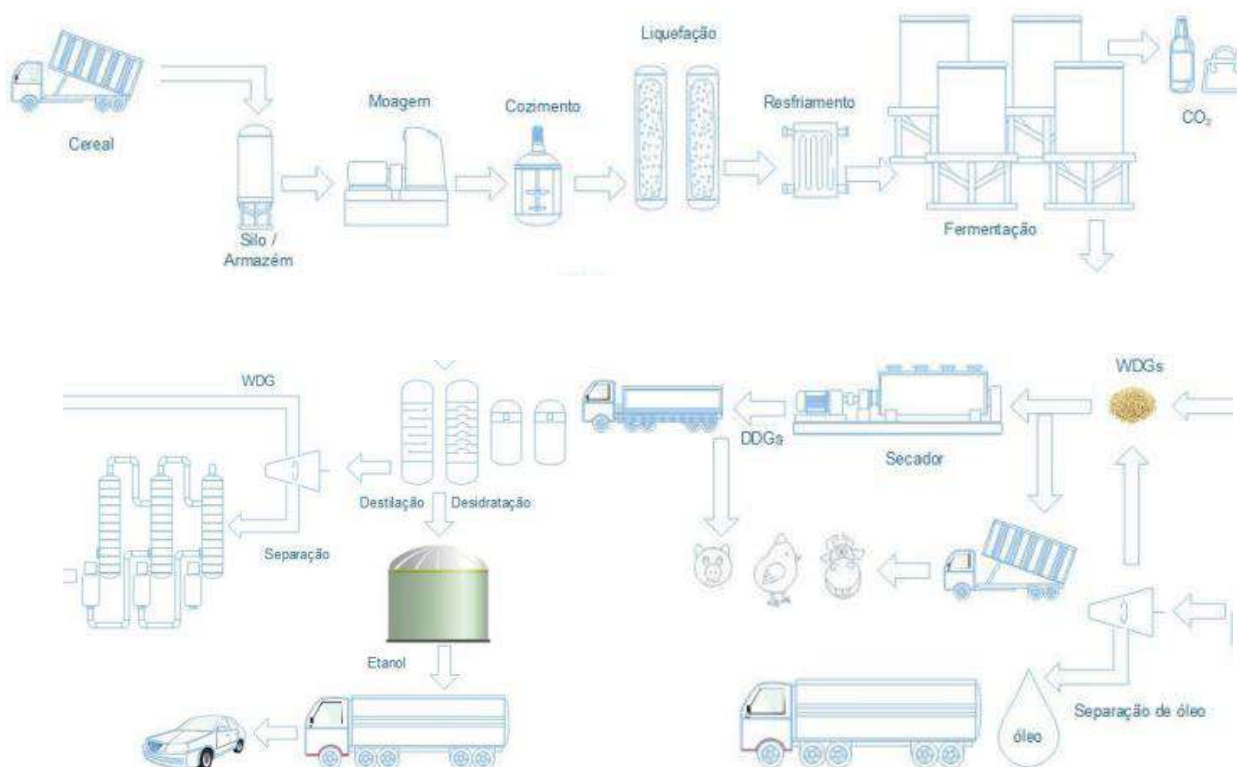 Cereal
Silo /
Armazém
Moagem
Cozimento
Liquefação
Resfriamento
Fermentação
CO₂
WDG
Separação
Destilação
Desidratação
Etanol
DDGs
Secador
WDGs
Separação de óleo
óleo